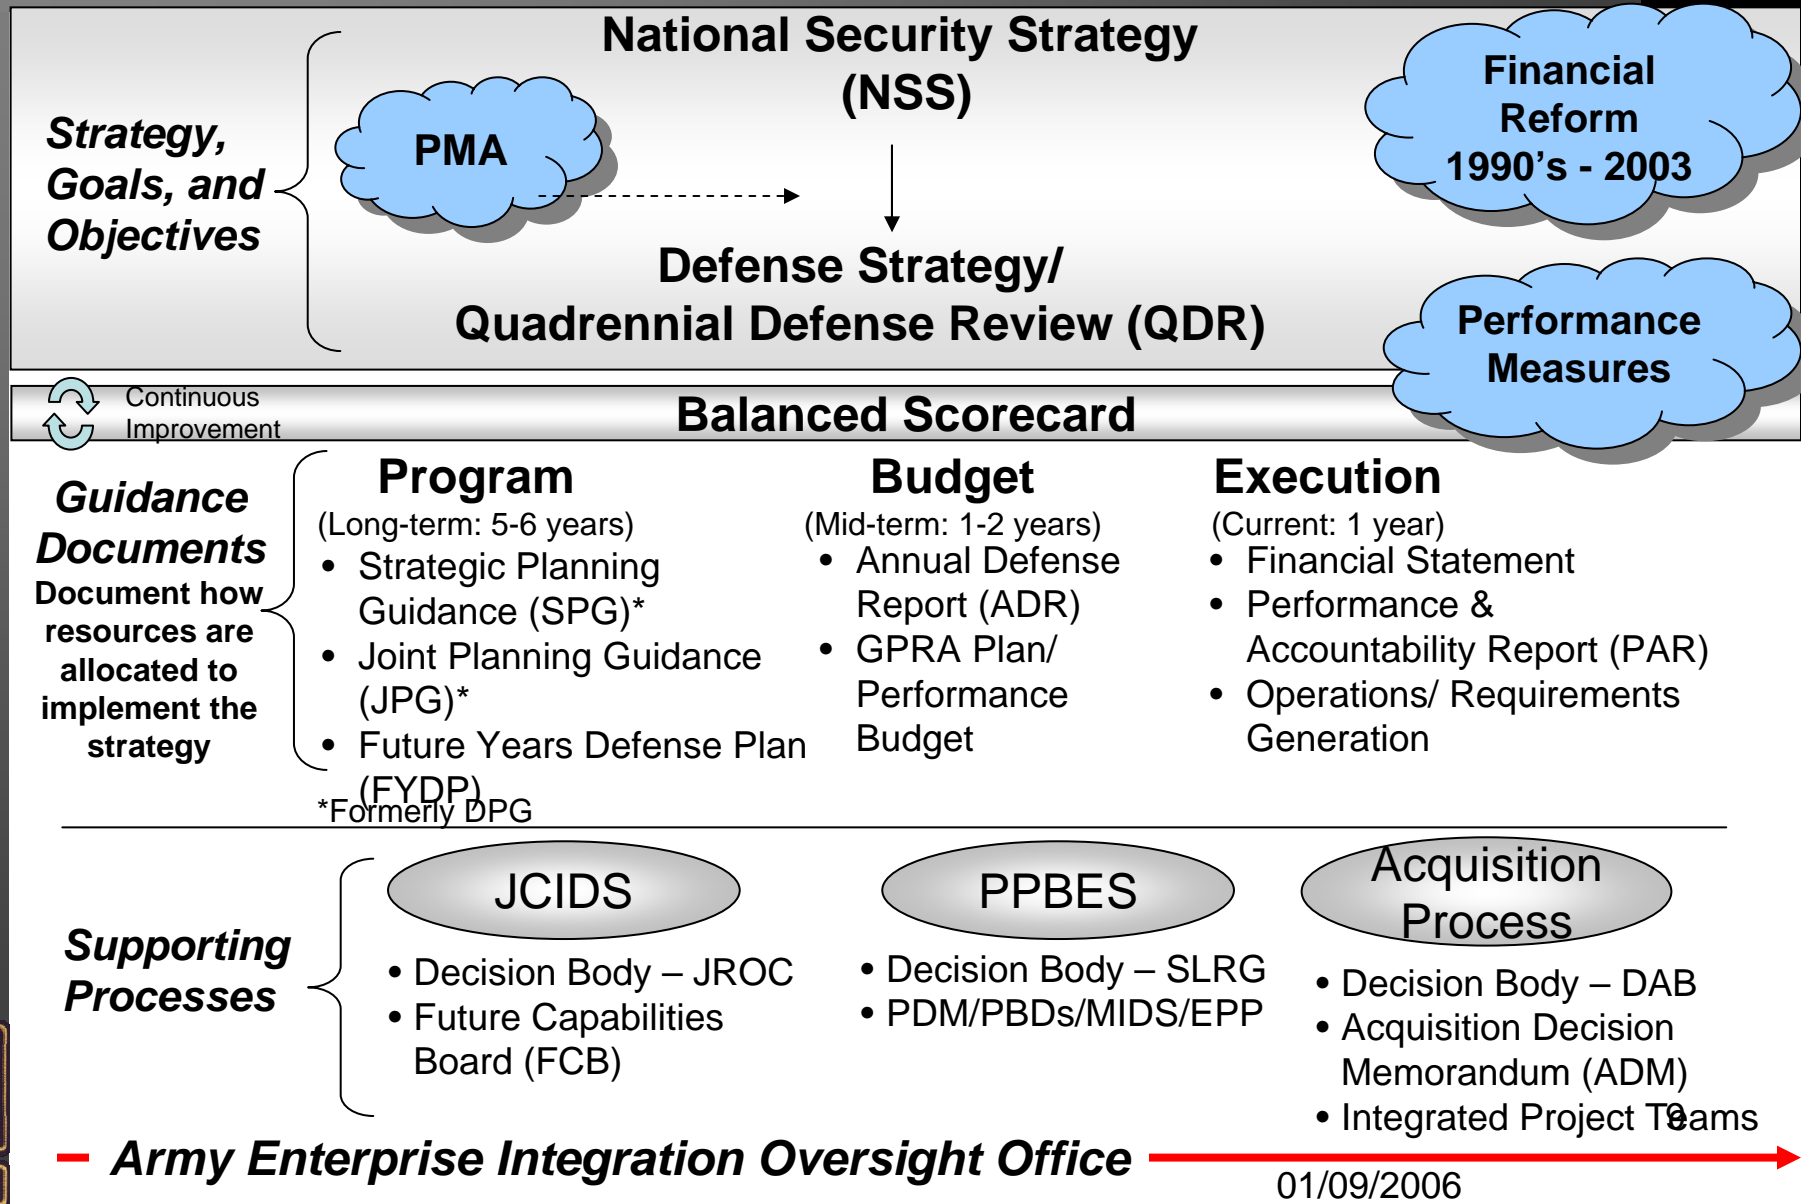 National Security Strategy
(NSS)
Strategy,
Goals, and
Objectives
PMA
Financial
Reform
1990’s - 2003
Defense Strategy/
Quadrennial Defense Review (QDR)
Performance
Measures
Continuous
Improvement
Balanced Scorecard
Guidance
Documents
Document how
resources are
allocated to
implement the
strategy
Program
(Long-term: 5-6 years)
• Strategic Planning
Guidance (SPG)*
• Joint Planning Guidance
(JPG)*
• Future Years Defense Plan
(FYDP)
*Formerly DPG
Budget
(Mid-term: 1-2 years)
• Annual Defense
Report (ADR)
• GPRA Plan/
Performance
Budget
Execution
(Current: 1 year)
• Financial Statement
• Performance &
Accountability Report (PAR)
• Operations/ Requirements
Generation
Supporting
Processes
JCIDS
• Decision Body – JROC
• Future Capabilities
Board (FCB)
PPBES
• Decision Body – SLRG
• PDM/PBDs/MIDS/EPP
Acquisition
Process
• Decision Body – DAB
• Acquisition Decision
Memorandum (ADM)
• Integrated Project Teams
9
Army Enterprise Integration Oversight Office
01/09/2006